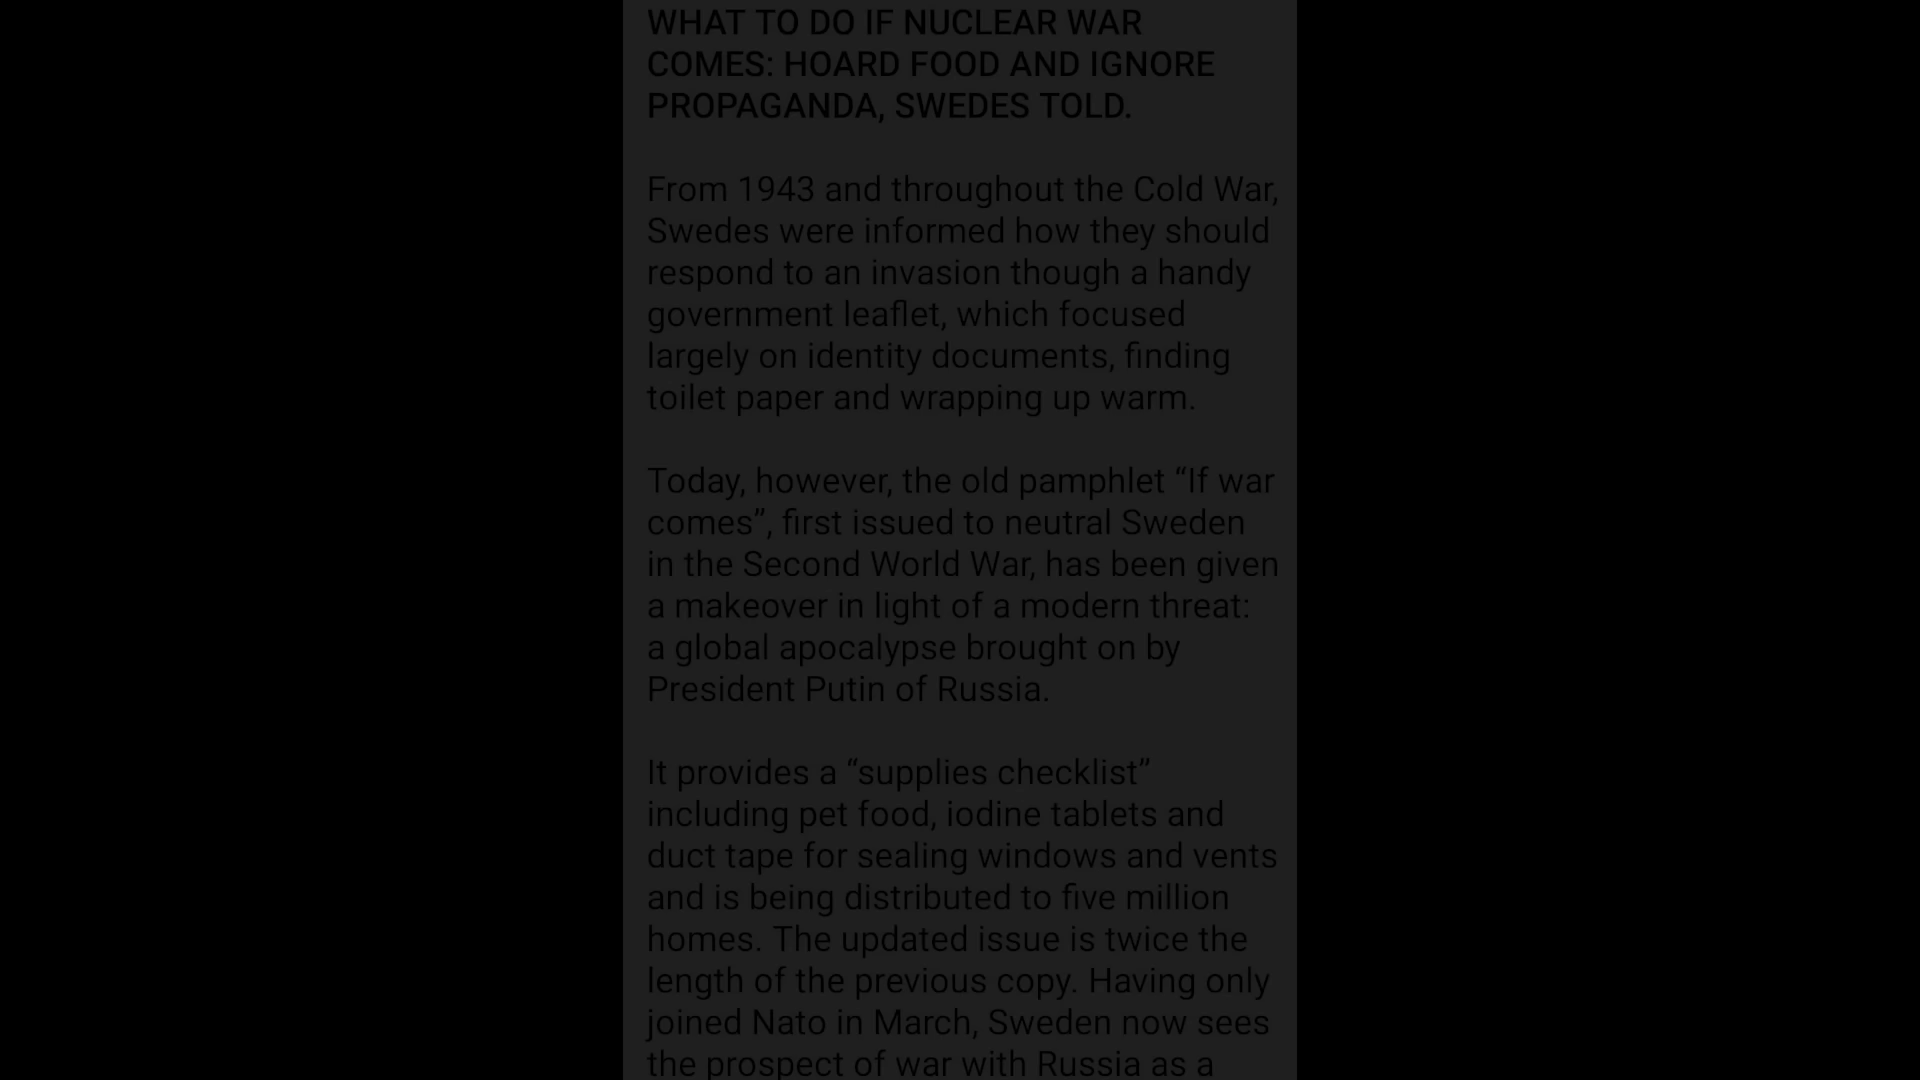 WHAT TO DO IF NUCLEAR WAR
COMES: HOARD FOOD AND IGNORE
PROPAGANDA, SWEDES TOLD.
From 1943 and throughout the Cold War,
Swedes were informed how they should
respond to an invasion though a handy
government leaflet, which focused
largely on identity documents, finding
toilet paper and wrapping up warm.
Today, however, the old pamphlet “If war
comes”, first issued to neutral Sweden
in the Second World War, has been given
a makeover in light of a modern threat:
a global apocalypse brought on by
President Putin of Russia.
It provides a “supplies checklist”
including pet food, iodine tablets and
duct tape for sealing windows and vents
and is being distributed to five million
homes. The updated issue is twice the
length of the previous copy. Having only
joined Nato in March, Sweden now sees
the prospect of war with Russia as a